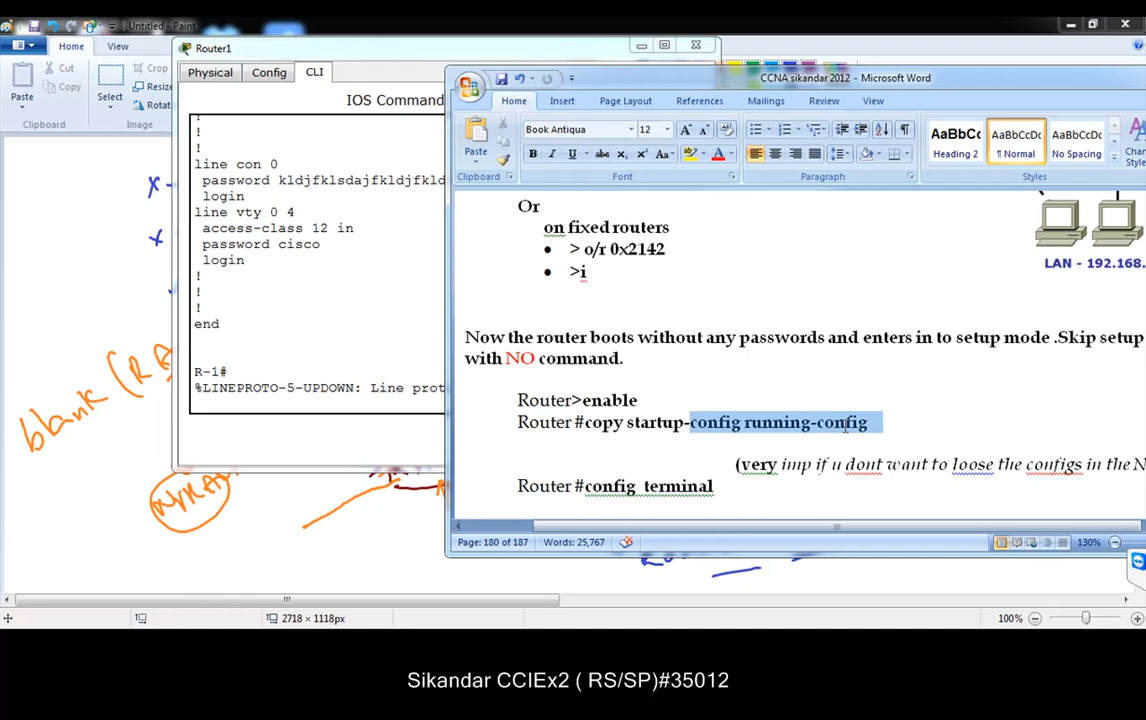 Untitled - Paint
Home View
Paste
Cut
Copy
Select
Crop
Resize
Rotat
Clipboard Image
Router1
Physical Config CLI
IOS Command
!
!
!
line con 0
password kldjfklsdajfkldjfkld
login
line vty 0 4
access-class 12 in
password cisco
login
!
!
!
end
R-1#
%LINEPROTO-5-UPDOWN: Line prot
CCNA sikandar 2012 - Microsoft Word
Home Insert Page Layout References Mailings Review View
Paste
Book Antiqua 12
B I U abc x₂ x² Aa
AaBbCc AaBbCcDc AaBbCcDc
Heading 2 ¶ Normal No Spacing
Chan
Style
Clipboard Font Paragraph Styles
Or
on fixed routers
• > o/r 0x2142
• >i
LAN - 192.168.
Now the router boots without any passwords and enters in to setup mode .Skip setup
with NO command.
Router>enable
Router #copy startup-config running-config
(very imp if u dont want to loose the configs in the N
Router #config terminal
Page: 180 of 187 Words: 25,767 130%
x
x
blank (R A
2718 × 1118px 100%
Sikandar CCIEx2 ( RS/SP)#35012